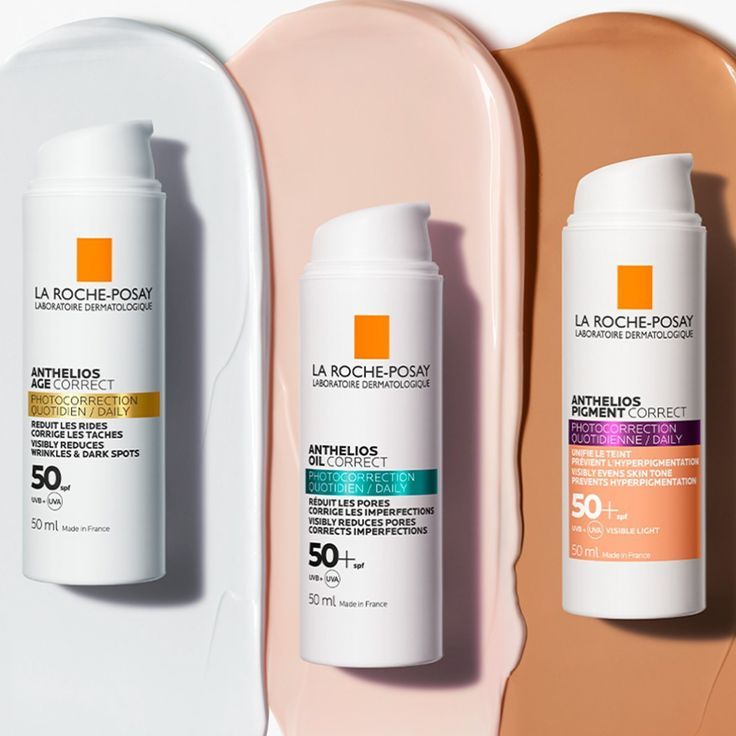 LA ROCHE-POSAY
LABORATOIRE DERMATOLOGIQUE
ANTHELIOS
AGE CORRECT
PHOTOCORRECTION
QUOTIDIEN / DAILY
REDUIT LES RIDES
CORRIGE LES TACHES
VISIBLY REDUCES
WRINKLES & DARK SPOTS
50 spf
UVB + UVA
50 ml Made in France
LA ROCHE-POSAY
LABORATOIRE DERMATOLOGIQUE
ANTHELIOS
OIL CORRECT
PHOTOCORRECTION
QUOTIDIEN / DAILY
RÉDUIT LES PORES
CORRIGE LES IMPERFECTIONS
VISIBLY REDUCES PORES
CORRECTS IMPERFECTIONS
50+ spf
UVB + UVA
50 ml Made in France
LA ROCHE-POSAY
LABORATOIRE DERMATOLOGIQUE
ANTHELIOS
PIGMENT CORRECT
PHOTOCORRECTION
QUOTIDIENNE / DAILY
UNIFIE LE TEINT
PRÉVIENT L'HYPERPIGMENTATION
VISIBLY EVENS SKIN TONE
PREVENTS HYPERPIGMENTATION
50+ spf
UVB + UVA VISIBLE LIGHT
50 ml Made in France